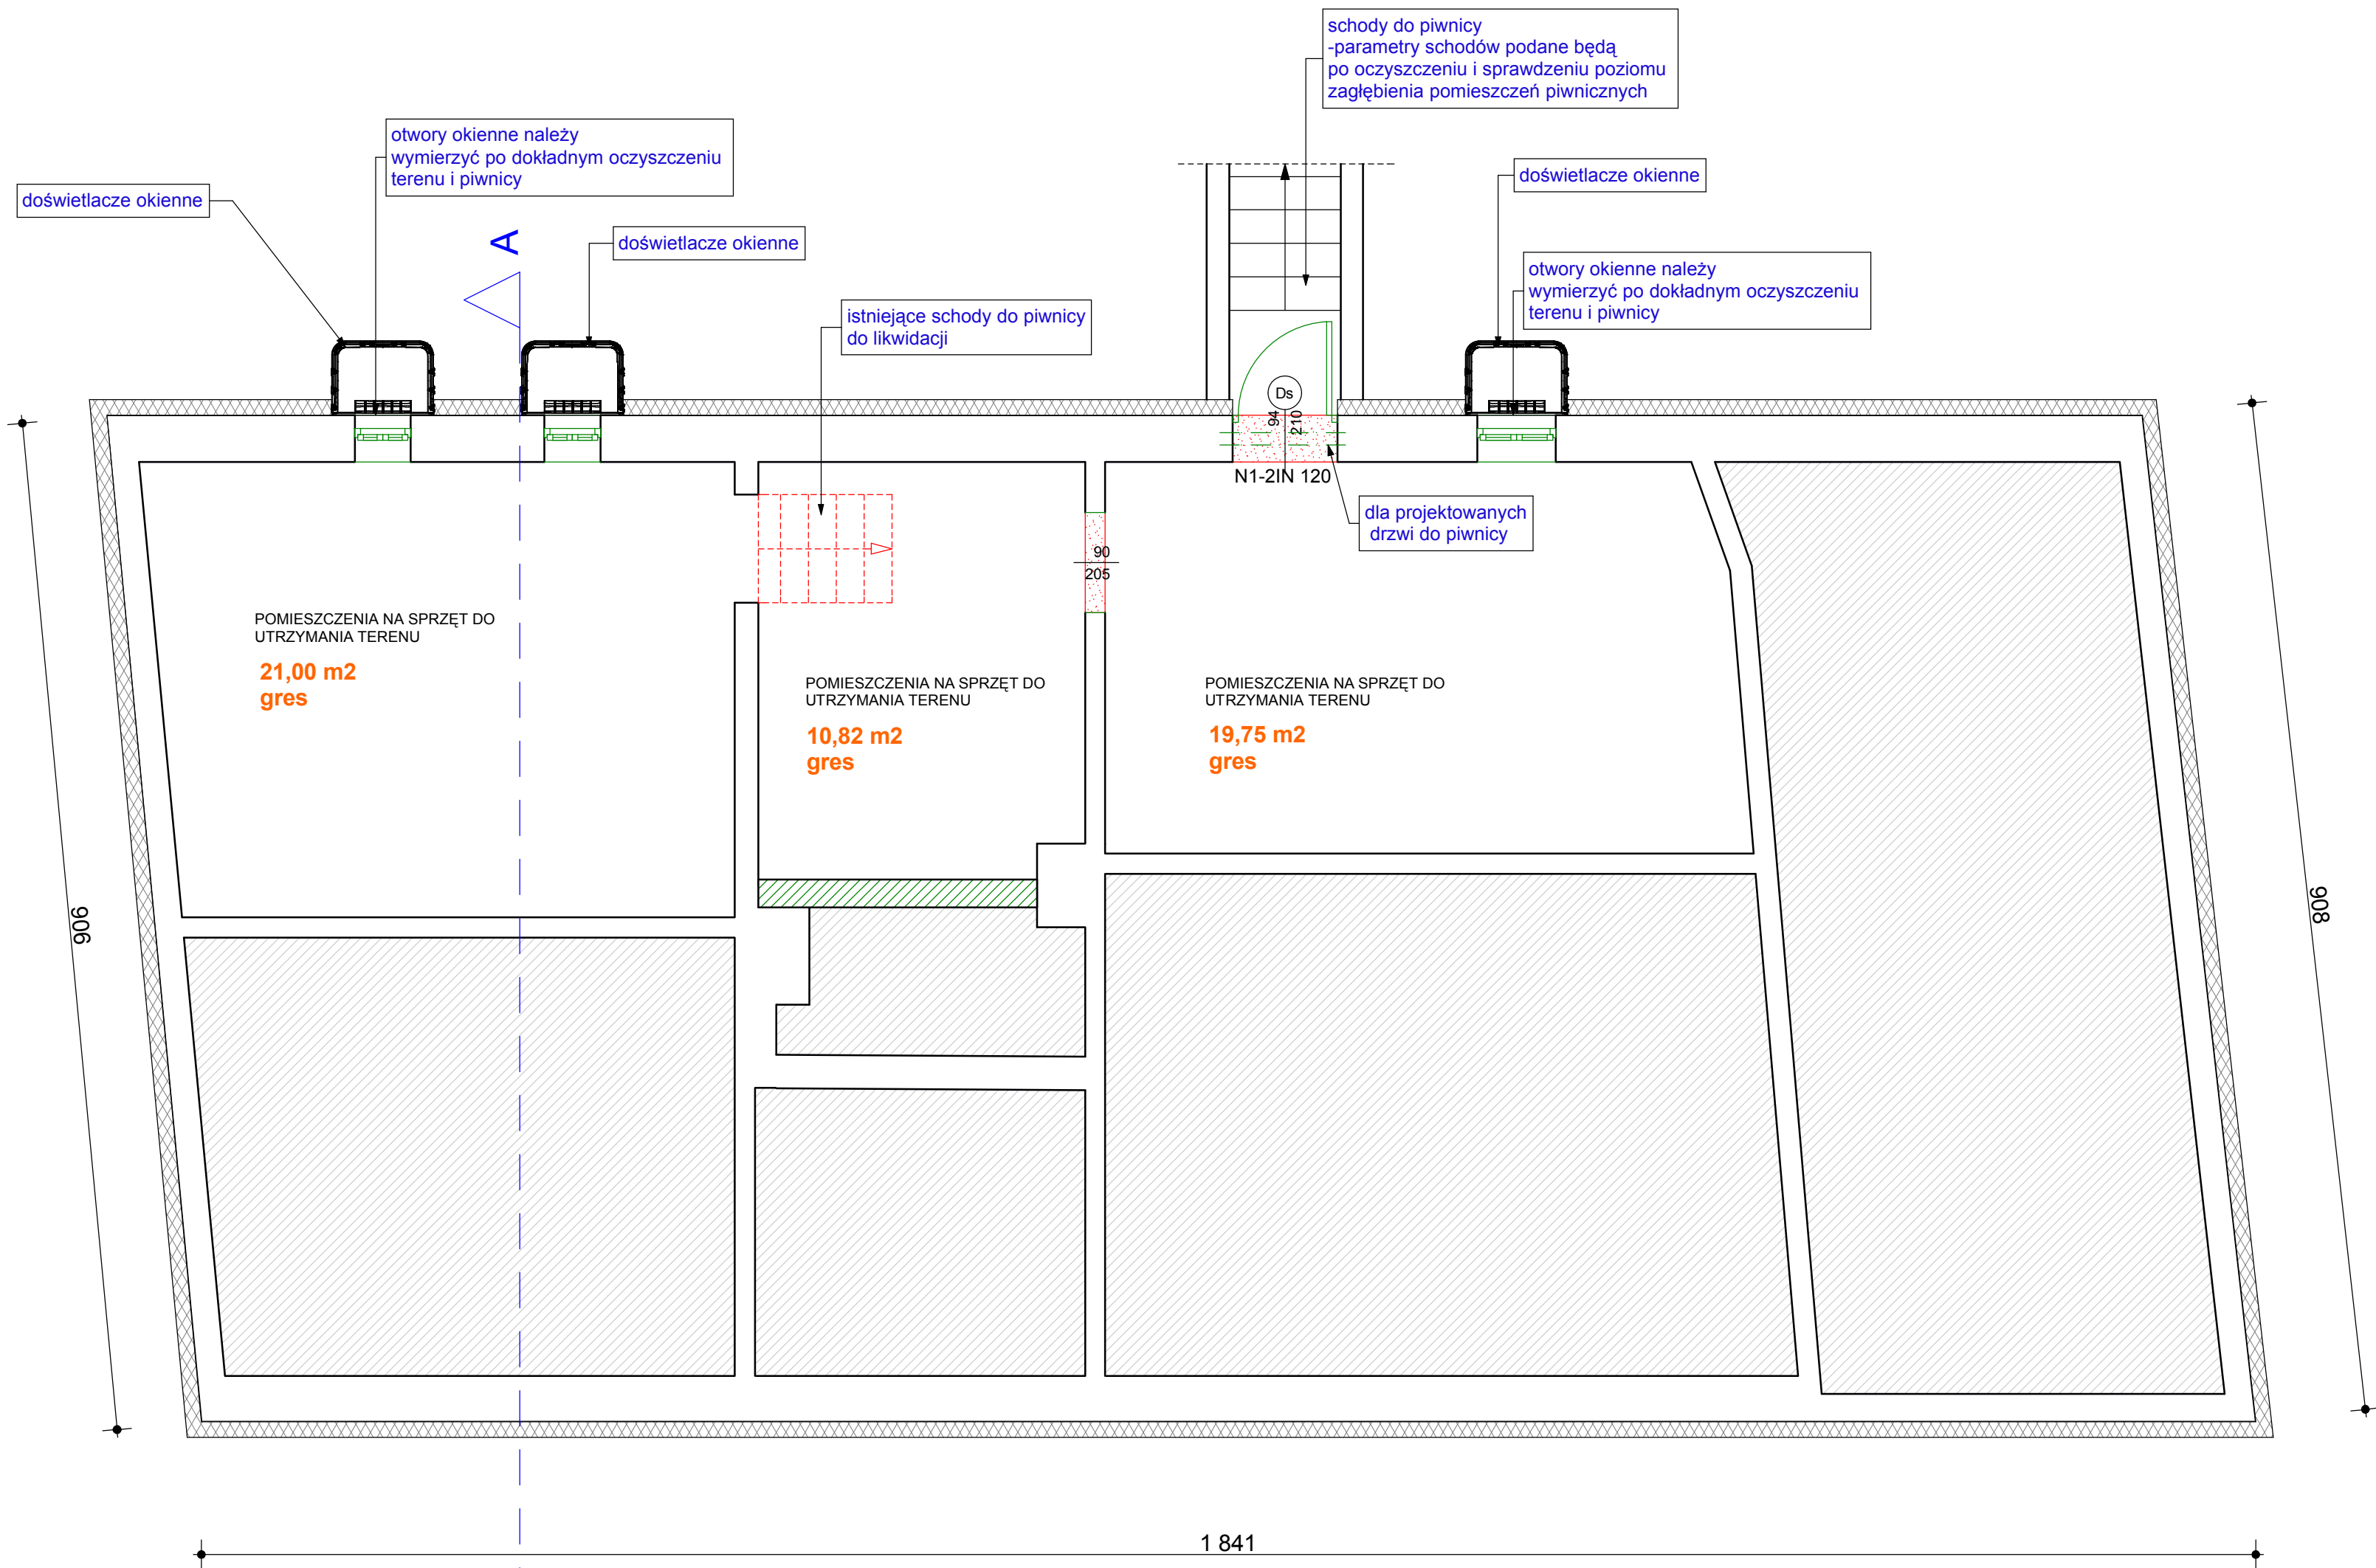 schody do piwnicy
-parametry schodów podane będą
po oczyszczeniu i sprawdzeniu poziomu
zagłębienia pomieszczeń piwnicznych
otwory okienne należy
wymierzyć po dokładnym oczyszczeniu
terenu i piwnicy
doświetlacze okienne
doświetlacze okienne
A
doświetlacze okienne
otwory okienne należy
wymierzyć po dokładnym oczyszczeniu
terenu i piwnicy
istniejące schody do piwnicy
do likwidacji
Ds
94
210
N1-2IN 120
dla projektowanych
drzwi do piwnicy
90
205
POMIESZCZENIA NA SPRZĘT DO
UTRZYMANIA TERENU
21,00 m2
gres
POMIESZCZENIA NA SPRZĘT DO
UTRZYMANIA TERENU
10,82 m2
gres
POMIESZCZENIA NA SPRZĘT DO
UTRZYMANIA TERENU
19,75 m2
gres
906
908
1 841